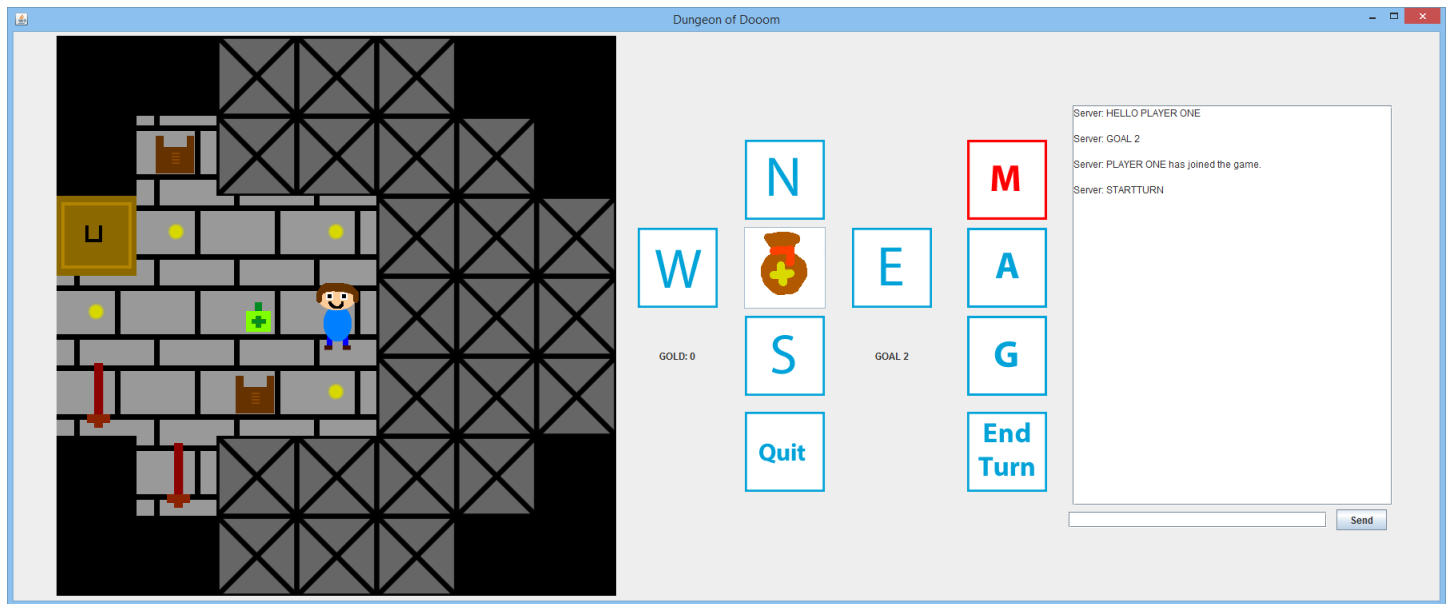 Dungeon of Dooom
N
W
E
S
GOLD: 0
GOAL 2
Quit
M
A
G
End
Turn
Server: HELLO PLAYER ONE
Server: GOAL 2
Server: PLAYER ONE has joined the game.
Server: STARTTURN
Send